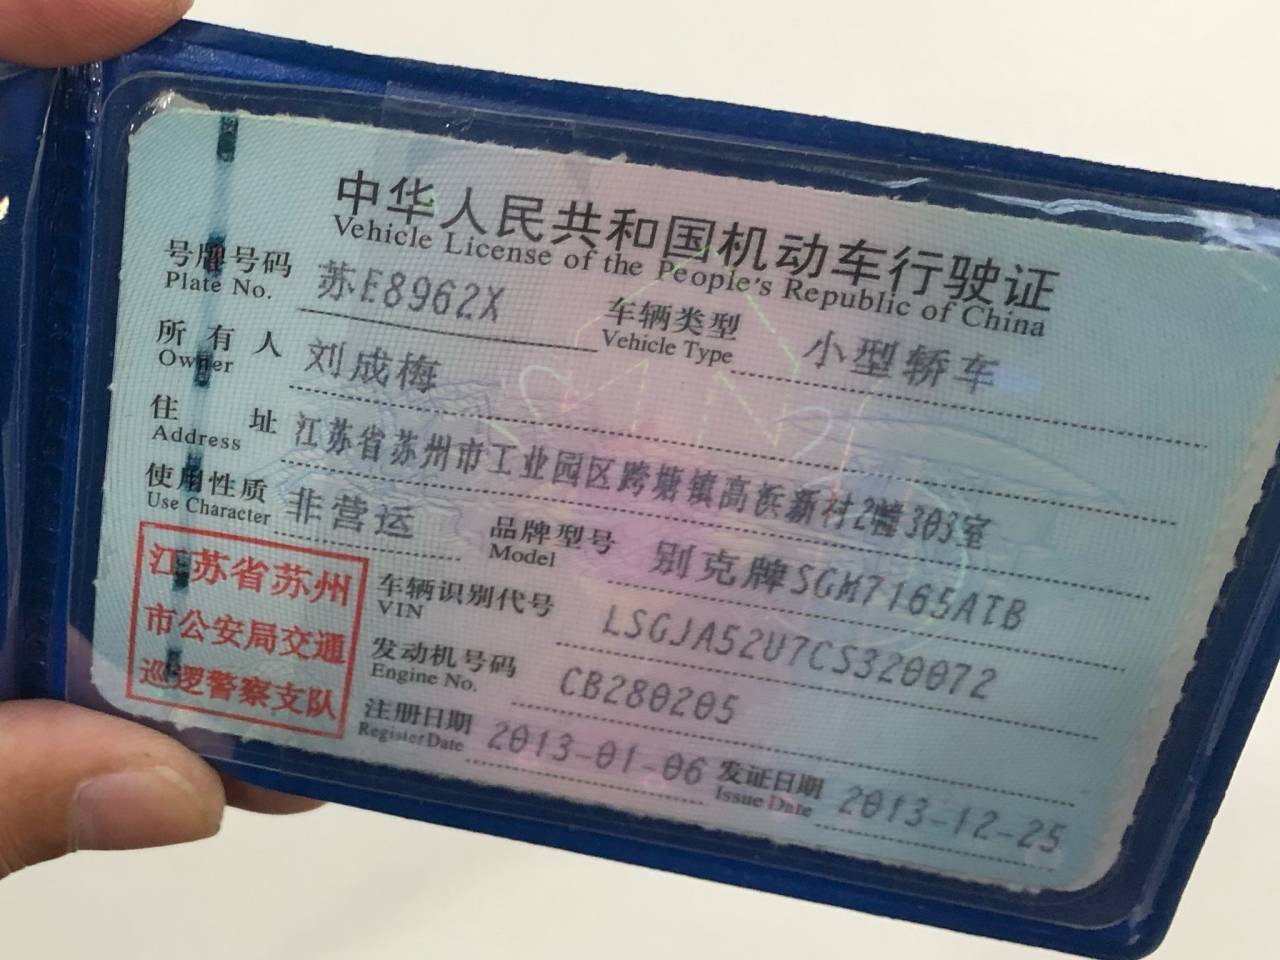 中华人民共和国机动车行驶证
Vehicle License of the People's Republic of China
号牌号码 苏E8962X 车辆类型 小型轿车
Plate No. Vehicle Type
所有人 刘成梅
Owner
住址 江苏省苏州市工业园区跨塘镇高浜新村2幢303室
Address
使用性质 非营运 品牌型号 别克牌SGM7165ATB
Use Character Model
江苏省苏州
市公安局交通
巡逻警察支队
车辆识别代号 LSGJA52U7CS320072
VIN
发动机号码 CB280205
Engine No.
注册日期 2013-01-06 发证日期 2013-12-25
Register Date Issue Date